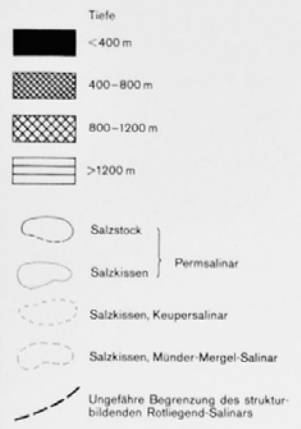 Tiefe
<400 m
400–800 m
800–1200 m
>1200 m
Salzstock
Permsalinar
Salzkissen
Salzkissen, Keupersalinar
Salzkissen, Münder-Mergel-Salinar
Ungefähre Begrenzung des struktur-
bildenden Rotliegend-Salinars